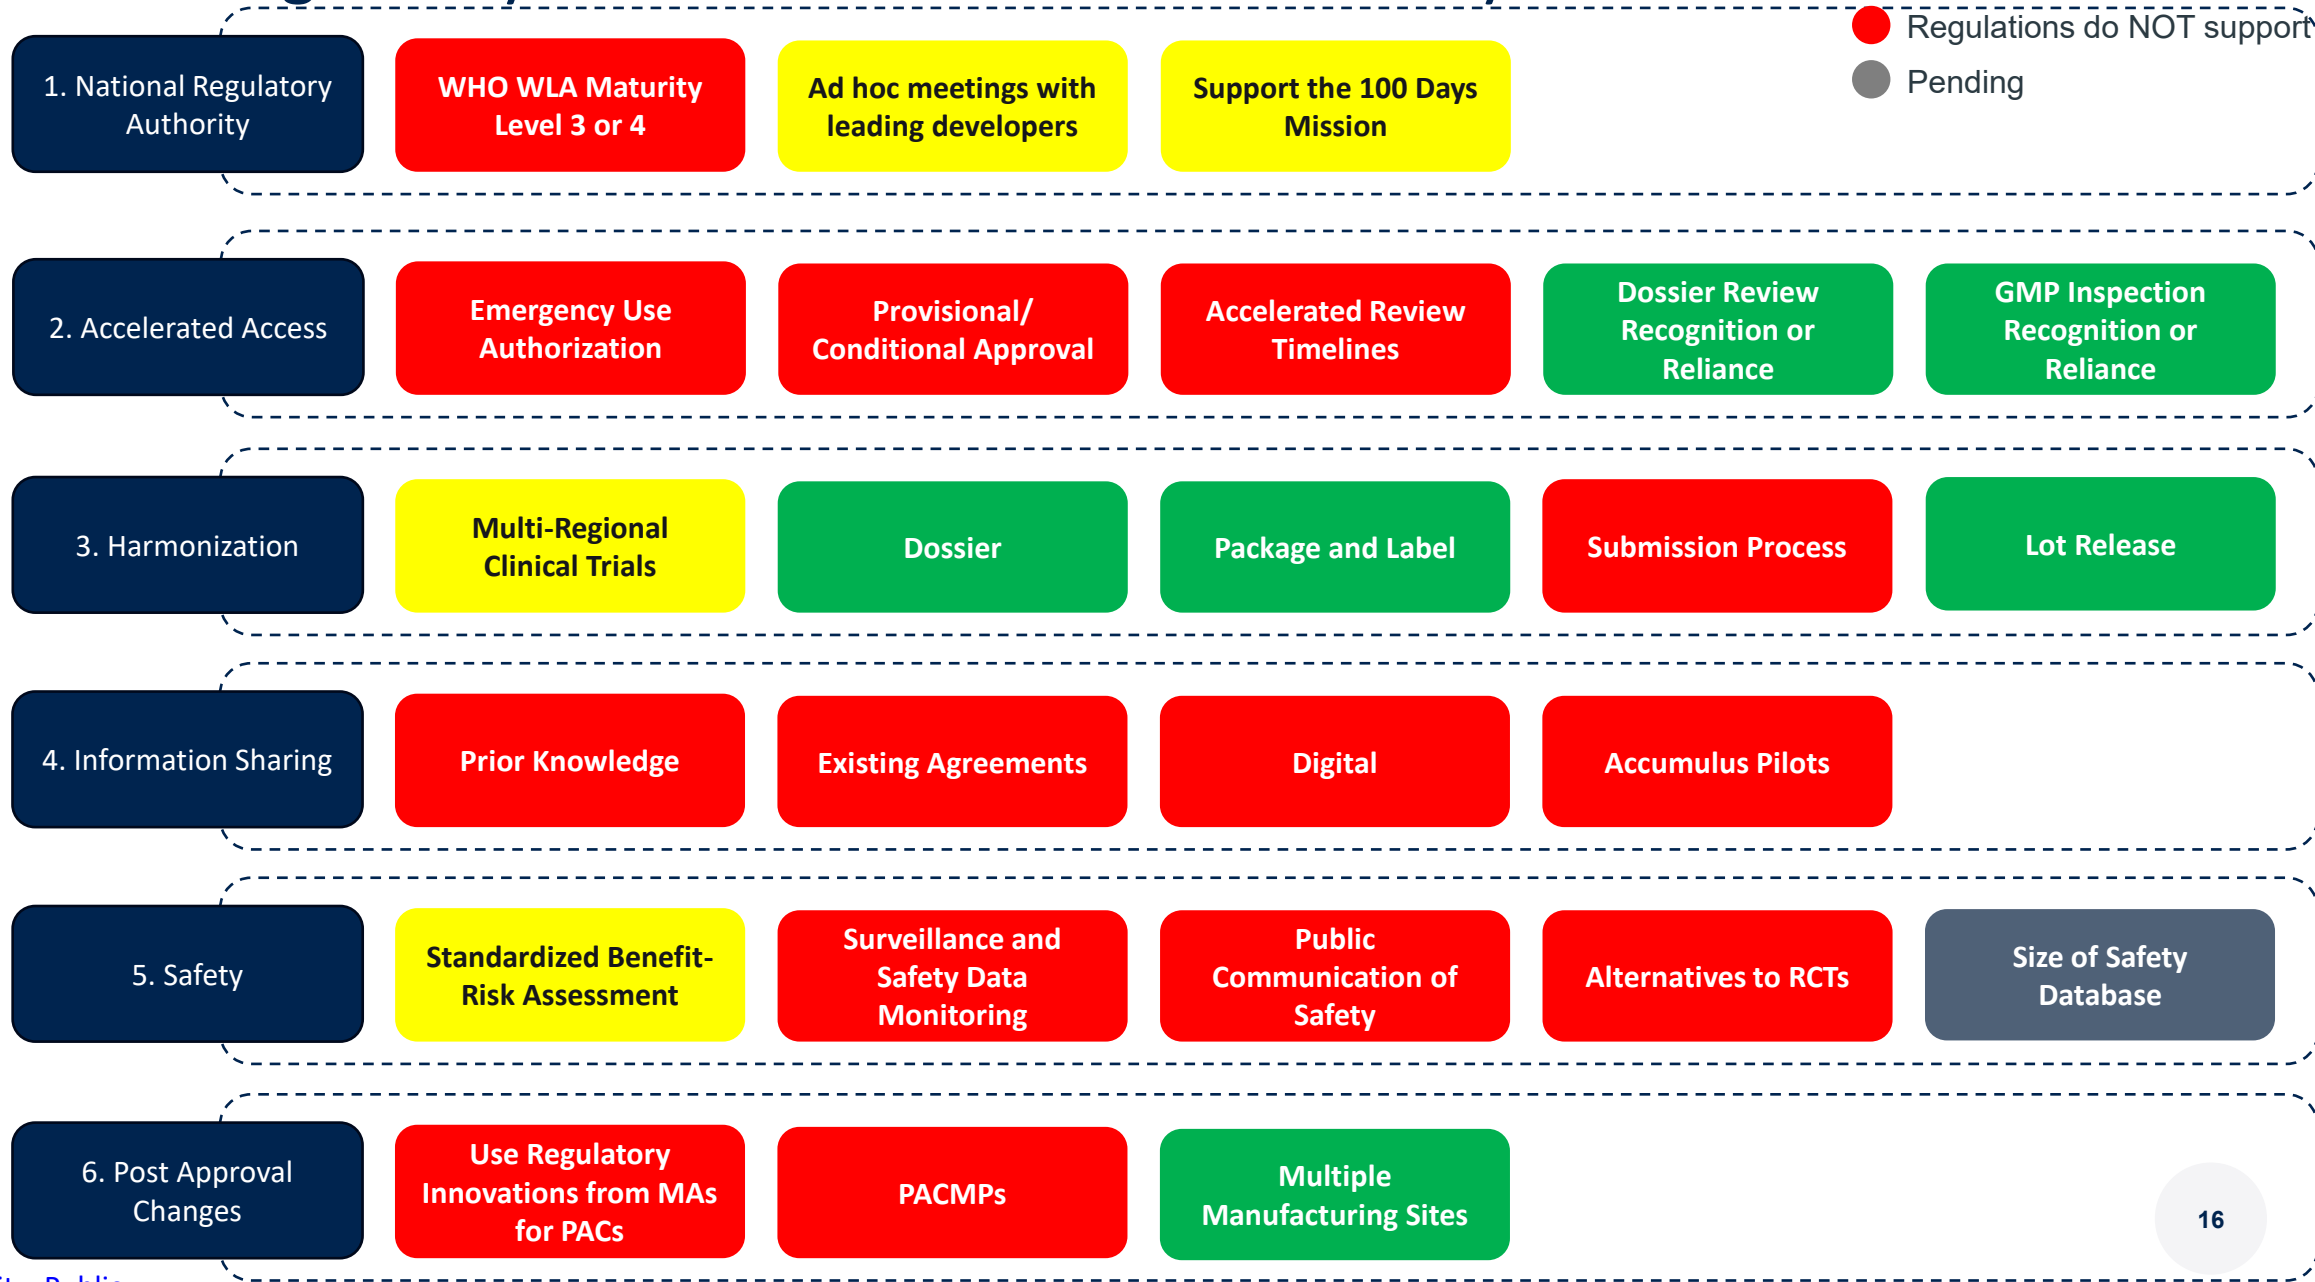 Regulations do NOT support
Pending
1. National Regulatory
Authority
WHO WLA Maturity
Level 3 or 4
Ad hoc meetings with
leading developers
Support the 100 Days
Mission
2. Accelerated Access
Emergency Use
Authorization
Provisional/
Conditional Approval
Accelerated Review
Timelines
Dossier Review
Recognition or
Reliance
GMP Inspection
Recognition or
Reliance
3. Harmonization
Multi-Regional
Clinical Trials
Dossier
Package and Label
Submission Process
Lot Release
4. Information Sharing
Prior Knowledge
Existing Agreements
Digital
Accumulus Pilots
5. Safety
Standardized Benefit-
Risk Assessment
Surveillance and
Safety Data
Monitoring
Public
Communication of
Safety
Alternatives to RCTs
Size of Safety
Database
6. Post Approval
Changes
Use Regulatory
Innovations from MAs
for PACs
PACMPs
Multiple
Manufacturing Sites
16